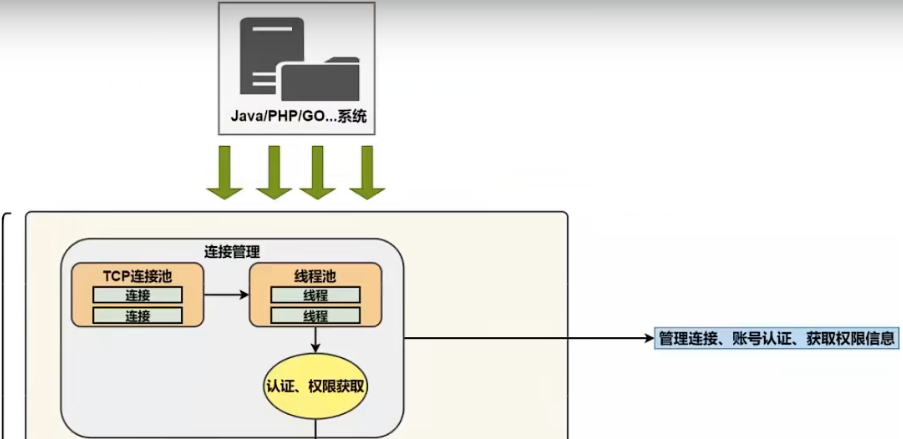 Java/PHP/GO...系统
连接管理
TCP连接池
连接
连接
线程池
线程
线程
认证、权限获取
管理连接、账号认证、获取权限信息